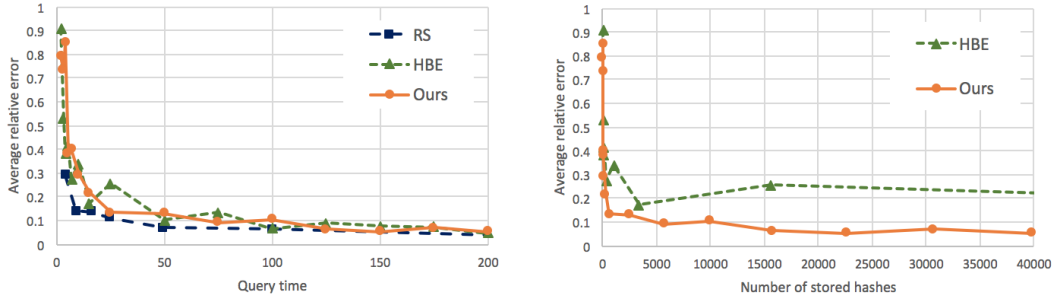 Average relative error
1
0.9
0.8
0.7
0.6
0.5
0.4
0.3
0.2
0.1
0
0 50 100 150 200
Query time
RS
HBE
Ours
Average relative error
1
0.9
0.8
0.7
0.6
0.5
0.4
0.3
0.2
0.1
0
0 5000 10000 15000 20000 25000 30000 35000 40000
Number of stored hashes
HBE
Ours